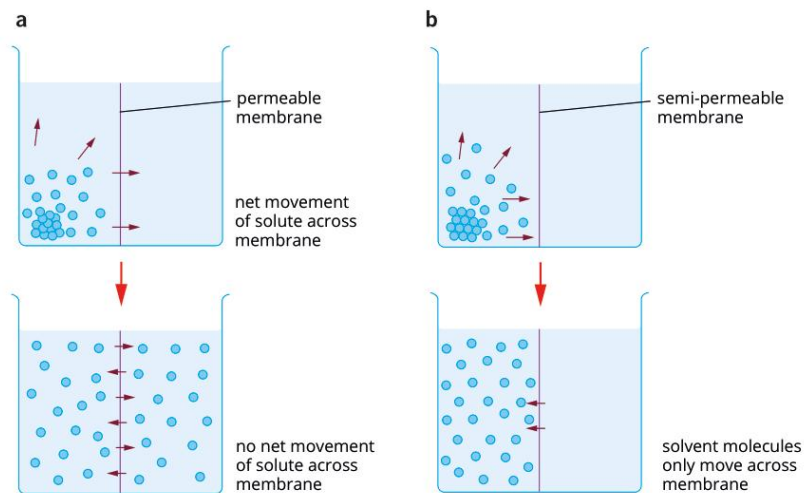 a
permeable
membrane
net movement
of solute across
membrane
no net movement
of solute across
membrane
b
semi-permeable
membrane
solvent molecules
only move across
membrane